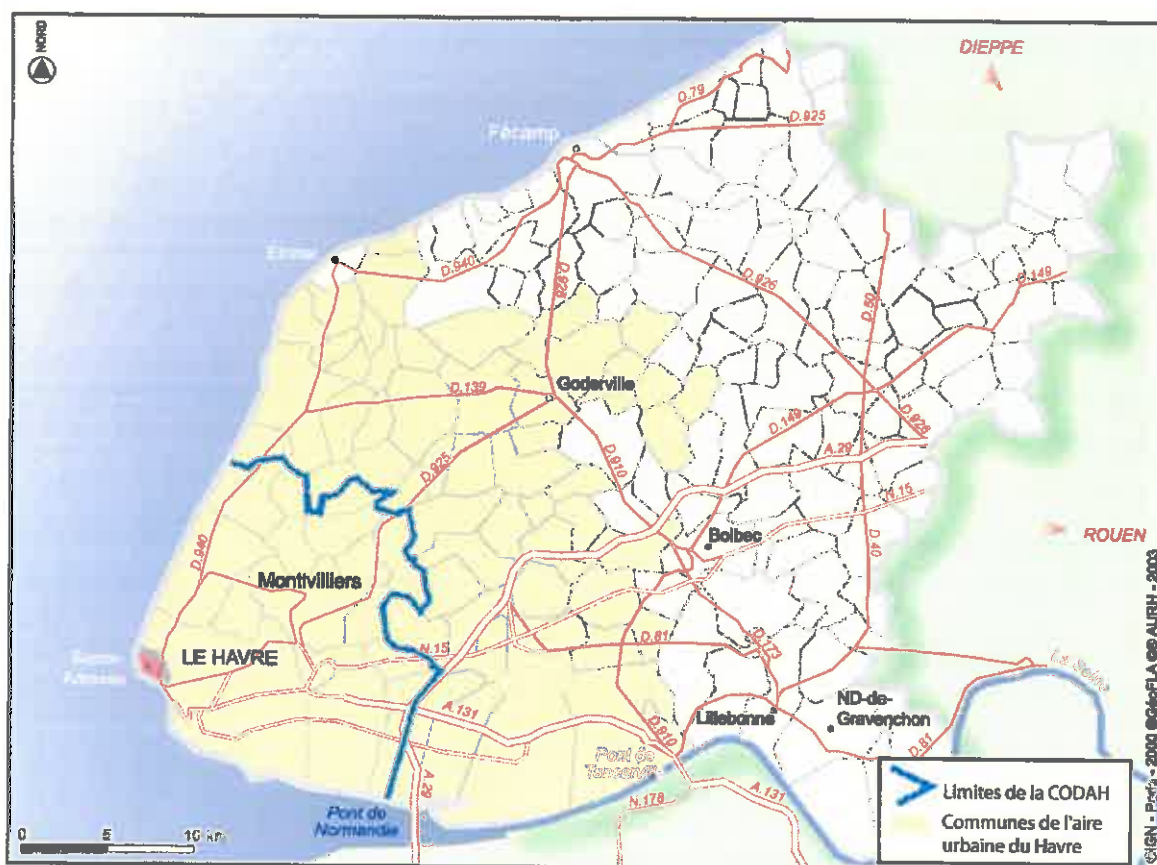 NORD
DIEPPE
D.79
D.925
Fécamp
D.940
D.926
D.926
D.50
D.149
D.139
Goderville
D.925
D.910
D.149
D.926
A.29
N.15
D.940
Bolbec
D.40
ROUEN
Montivilliers
N.15
D.81
D.173
LE HAVRE
La Seine
A.131
Lillebonne
ND-de-
Gravenchon
D.910
D.81
Pont de
A.29
N.178
A.131
Pont de
Normandie
0 5 10 km
Limites de la CODAH
Communes de l'aire
urbaine du Havre
AURH - 2003